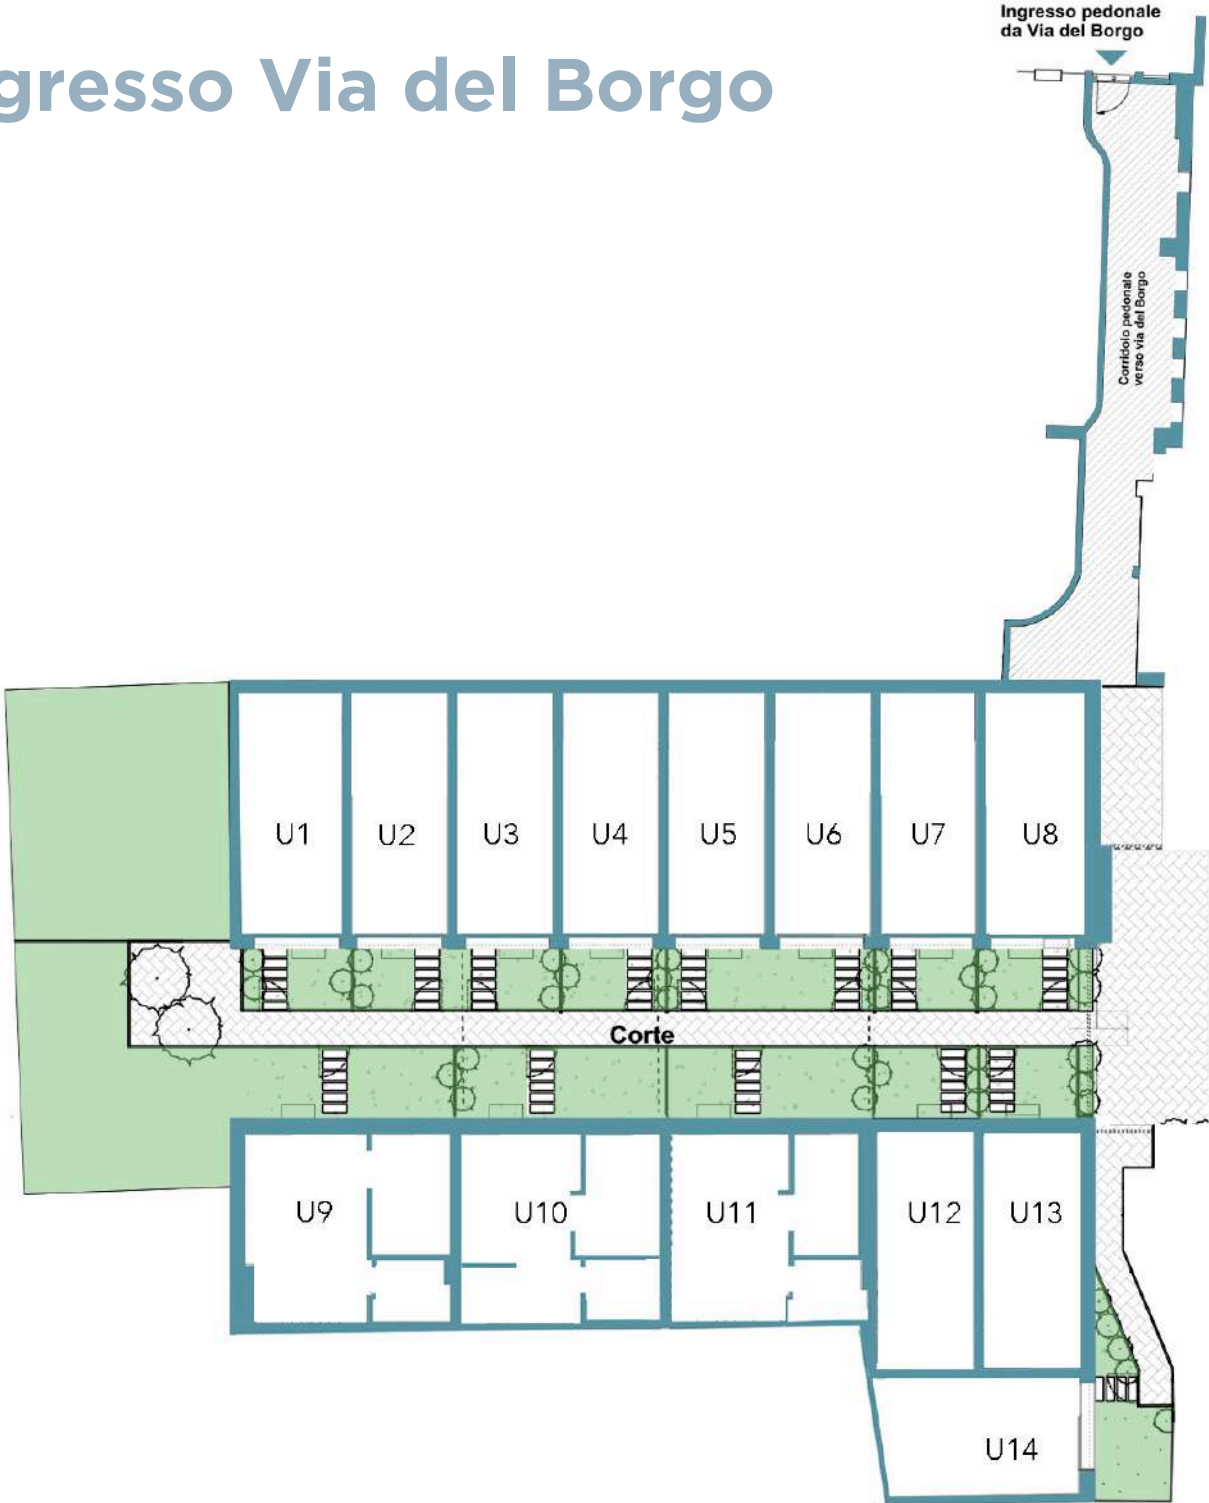 Ingresso pedonale
da Via del Borgo
gresso Via del Borgo
Corridoio pedonale
verso via del Borgo
U1 U2 U3 U4 U5 U6 U7 U8
Corte
U9 U10 U11 U12 U13
U14